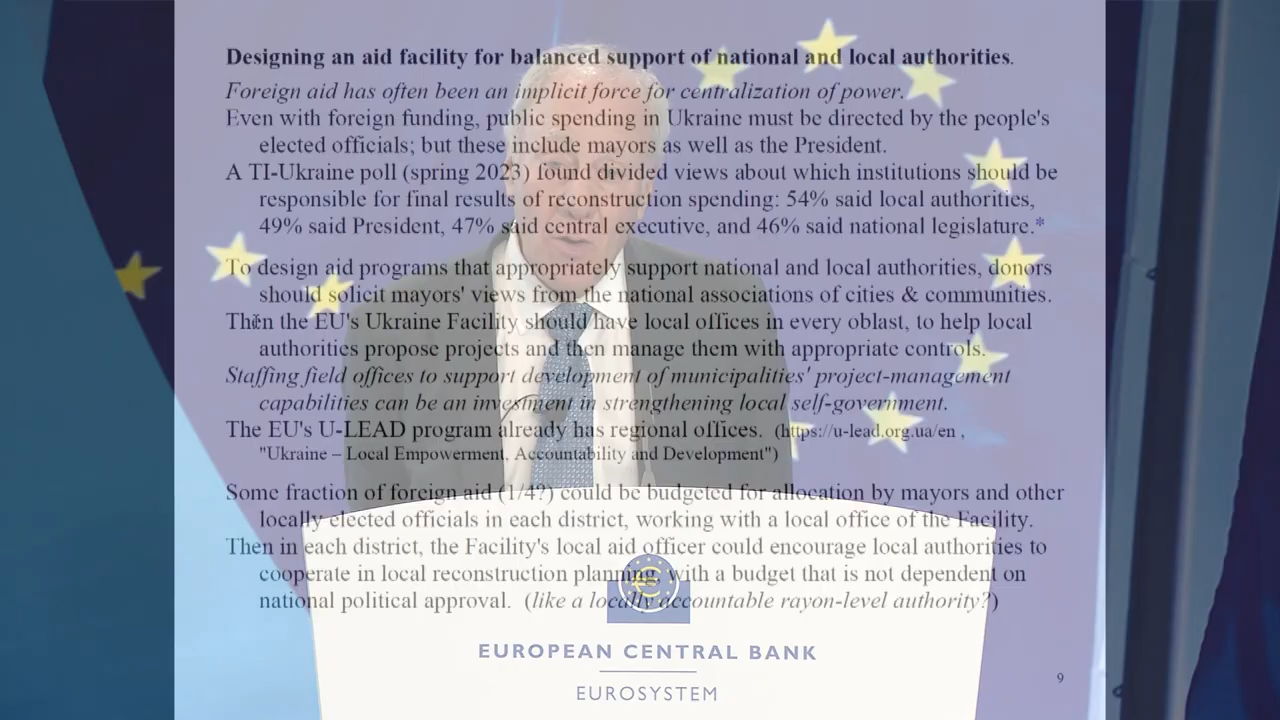 Designing an aid facility for balanced support of national and local authorities.
Foreign aid has often been an implicit force for centralization of power.
Even with foreign funding, public spending in Ukraine must be directed by the people's
elected officials; but these include mayors as well as the President.
A TI-Ukraine poll (spring 2023) found divided views about which institutions should be
responsible for final results of reconstruction spending: 54% said local authorities,
49% said President, 47% said central executive, and 46% said national legislature.*
To design aid programs that appropriately support national and local authorities, donors
should solicit mayors' views from the national associations of cities & communities.
Then the EU's Ukraine Facility should have local offices in every oblast, to help local
authorities propose projects and then manage them with appropriate controls.
Staffing field offices to support development of municipalities' project-management
capabilities can be an investment in strengthening local self-government.
The EU's U-LEAD program already has regional offices. (https://u-lead.org.ua/en ,
"Ukraine – Local Empowerment, Accountability and Development")
Some fraction of foreign aid (1/4?) could be budgeted for allocation by mayors and other
locally elected officials in each district, working with a local office of the Facility.
Then in each district, the Facility's local aid officer could encourage local authorities to
cooperate in local reconstruction planning, with a budget that is not dependent on
national political approval. (like a locally accountable rayon-level authority?)
EUROPEAN CENTRAL BANK
EUROSYSTEM
9